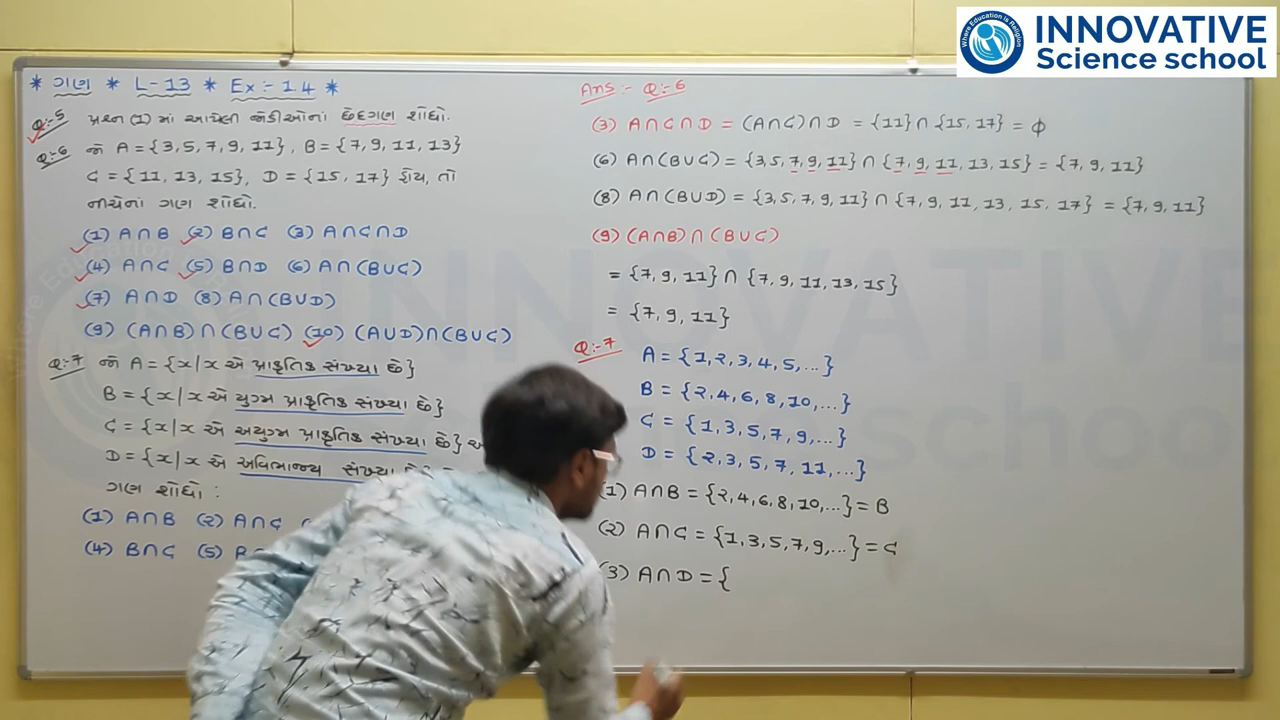 Where Education is Religion
INNOVATIVE
Science school
* ગણ * L-13 * Ex:- 1.4 *
Q:-5 પ્રશ્ન (1) માં આપેલી જોડીઓનાં છેદગણ શોધો.
Q:-6 જો A = {3, 5, 7, 9, 11}, B = {7, 9, 11, 13}
C = {11, 13, 15}, D = {15, 17} હોય, તો
નીચેનાં ગણ શોધો.
(1) A∩B (2) B∩C (3) A∩C∩D
(4) A∩C (5) B∩D (6) A∩(B∪C)
(7) A∩D (8) A∩(B∪D)
(9) (A∩B)∩(B∪C) (10) (A∪D)∩(B∪C)
Q:-7 જો A = {x|x એ પ્રાકૃતિક સંખ્યા છે}
B = {x|x એ યુગ્મ પ્રાકૃતિક સંખ્યા છે}
C = {x|x એ અયુગ્મ પ્રાકૃતિક સંખ્યા છે}
D = {x|x એ અવિભાજ્ય સંખ્યા
ગણ શોધો :
(1) A∩B (2) A∩C
(4) B∩C (5) B
Ans :- Q:-6
(3) A∩C∩D = (A∩C)∩D = {11}∩{15, 17} = ϕ
(6) A∩(B∪C) = {3, 5, 7, 9, 11} ∩ {7, 9, 11, 13, 15} = {7, 9, 11}
(8) A∩(B∪D) = {3, 5, 7, 9, 11} ∩ {7, 9, 11, 13, 15, 17} = {7, 9, 11}
(9) (A∩B)∩(B∪C)
= {7, 9, 11} ∩ {7, 9, 11, 13, 15}
= {7, 9, 11}
Q:-7 A = {1, 2, 3, 4, 5, ...}
B = {2, 4, 6, 8, 10, ...}
C = {1, 3, 5, 7, 9, ...}
D = {2, 3, 5, 7, 11, ...}
(1) A∩B = {2, 4, 6, 8, 10, ...} = B
(2) A∩C = {1, 3, 5, 7, 9, ...} = C
(3) A∩D = {